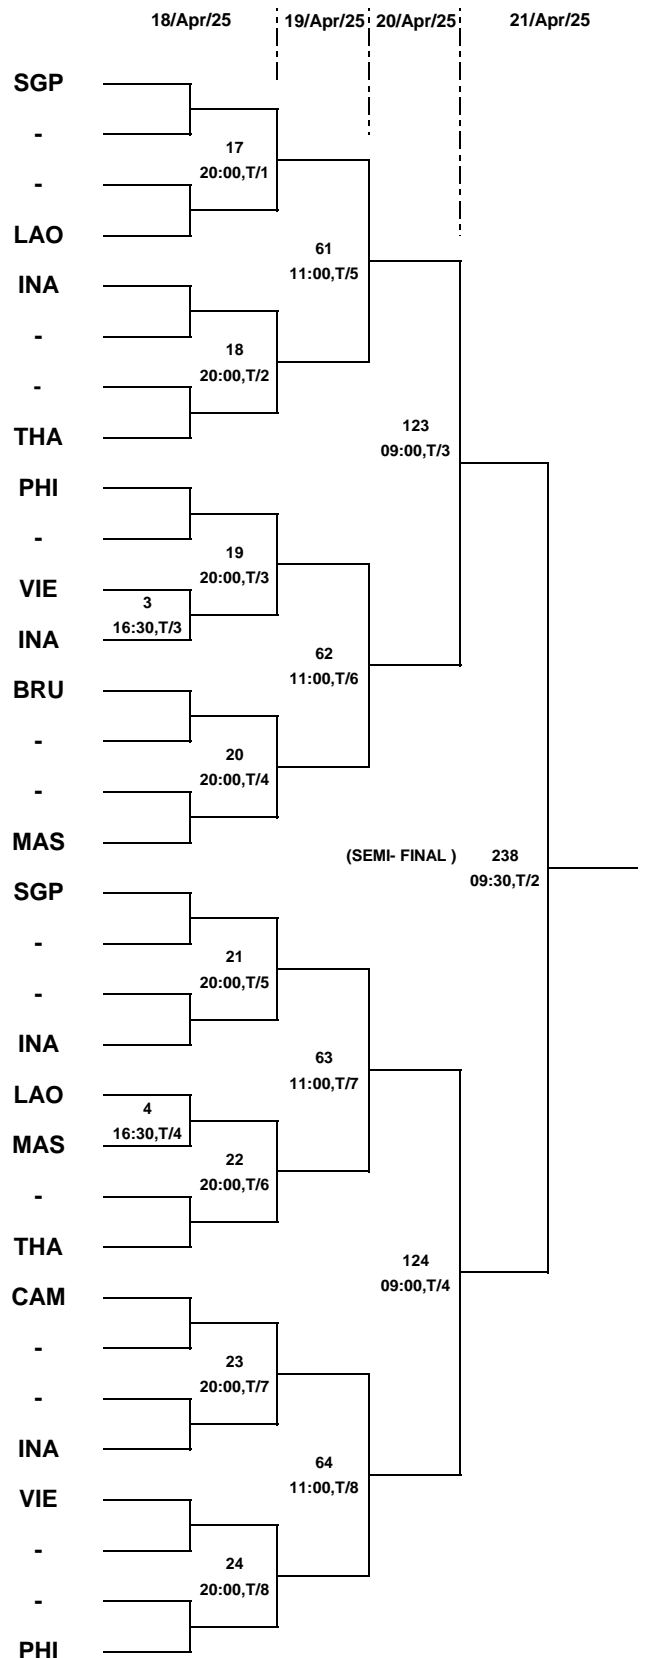 18/Apr/25 19/Apr/25 20/Apr/25 21/Apr/25
SGP
-
17
20:00,T/1
-
LAO
61
11:00,T/5
INA
-
18
20:00,T/2
-
THA
123
09:00,T/3
PHI
-
19
20:00,T/3
VIE
3
16:30,T/3
INA
62
11:00,T/6
BRU
-
20
20:00,T/4
-
MAS
(SEMI- FINAL ) 238
09:30,T/2
SGP
-
21
20:00,T/5
-
INA
63
11:00,T/7
LAO
4
16:30,T/4
MAS
22
20:00,T/6
-
THA
124
09:00,T/4
CAM
-
23
20:00,T/7
-
INA
64
11:00,T/8
VIE
-
24
20:00,T/8
-
PHI